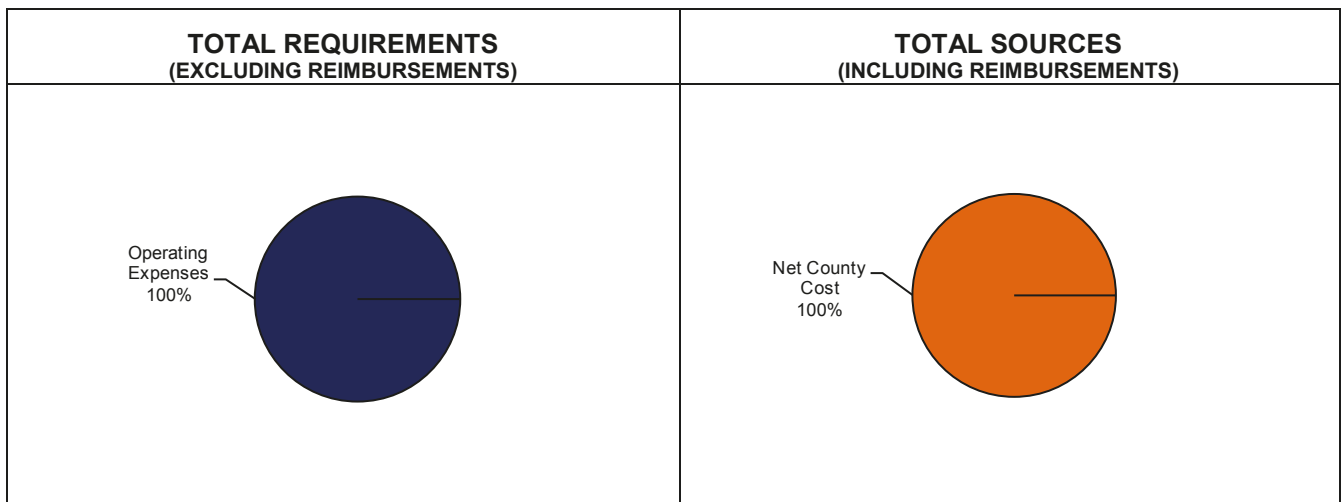 TOTAL REQUIREMENTS
(EXCLUDING REIMBURSEMENTS)
TOTAL SOURCES
(INCLUDING REIMBURSEMENTS)
Operating
Expenses
100%
Net County
Cost
100%